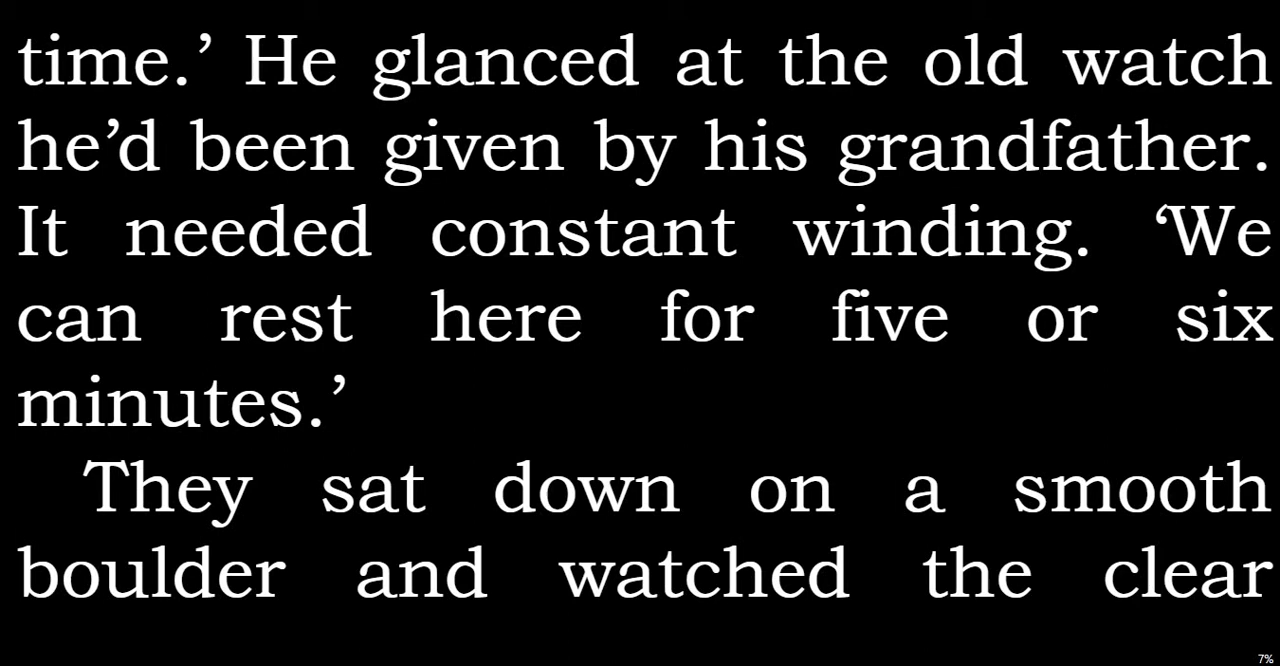 time.’ He glanced at the old watch
he’d been given by his grandfather.
It needed constant winding. ‘We
can rest here for five or six
minutes.’
They sat down on a smooth
boulder and watched the clear
7%